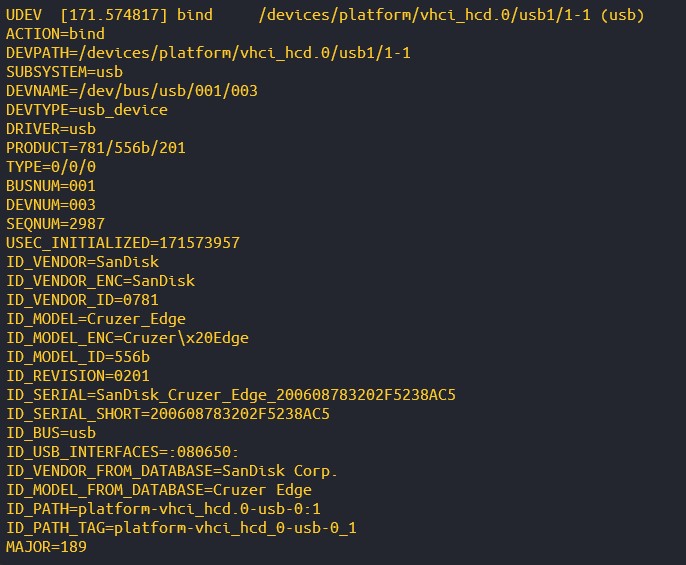 UDEV  [171.574817] bind     /devices/platform/vhci_hcd.0/usb1/1-1 (usb)
ACTION=bind
DEVPATH=/devices/platform/vhci_hcd.0/usb1/1-1
SUBSYSTEM=usb
DEVNAME=/dev/bus/usb/001/003
DEVTYPE=usb_device
DRIVER=usb
PRODUCT=781/556b/201
TYPE=0/0/0
BUSNUM=001
DEVNUM=003
SEQNUM=2987
USEC_INITIALIZED=171573957
ID_VENDOR=SanDisk
ID_VENDOR_ENC=SanDisk
ID_VENDOR_ID=0781
ID_MODEL=Cruzer_Edge
ID_MODEL_ENC=Cruzer\x20Edge
ID_MODEL_ID=556b
ID_REVISION=0201
ID_SERIAL=SanDisk_Cruzer_Edge_200608783202F5238AC5
ID_SERIAL_SHORT=200608783202F5238AC5
ID_BUS=usb
ID_USB_INTERFACES=:080650:
ID_VENDOR_FROM_DATABASE=SanDisk Corp.
ID_MODEL_FROM_DATABASE=Cruzer Edge
ID_PATH=platform-vhci_hcd.0-usb-0:1
ID_PATH_TAG=platform-vhci_hcd_0-usb-0_1
MAJOR=189